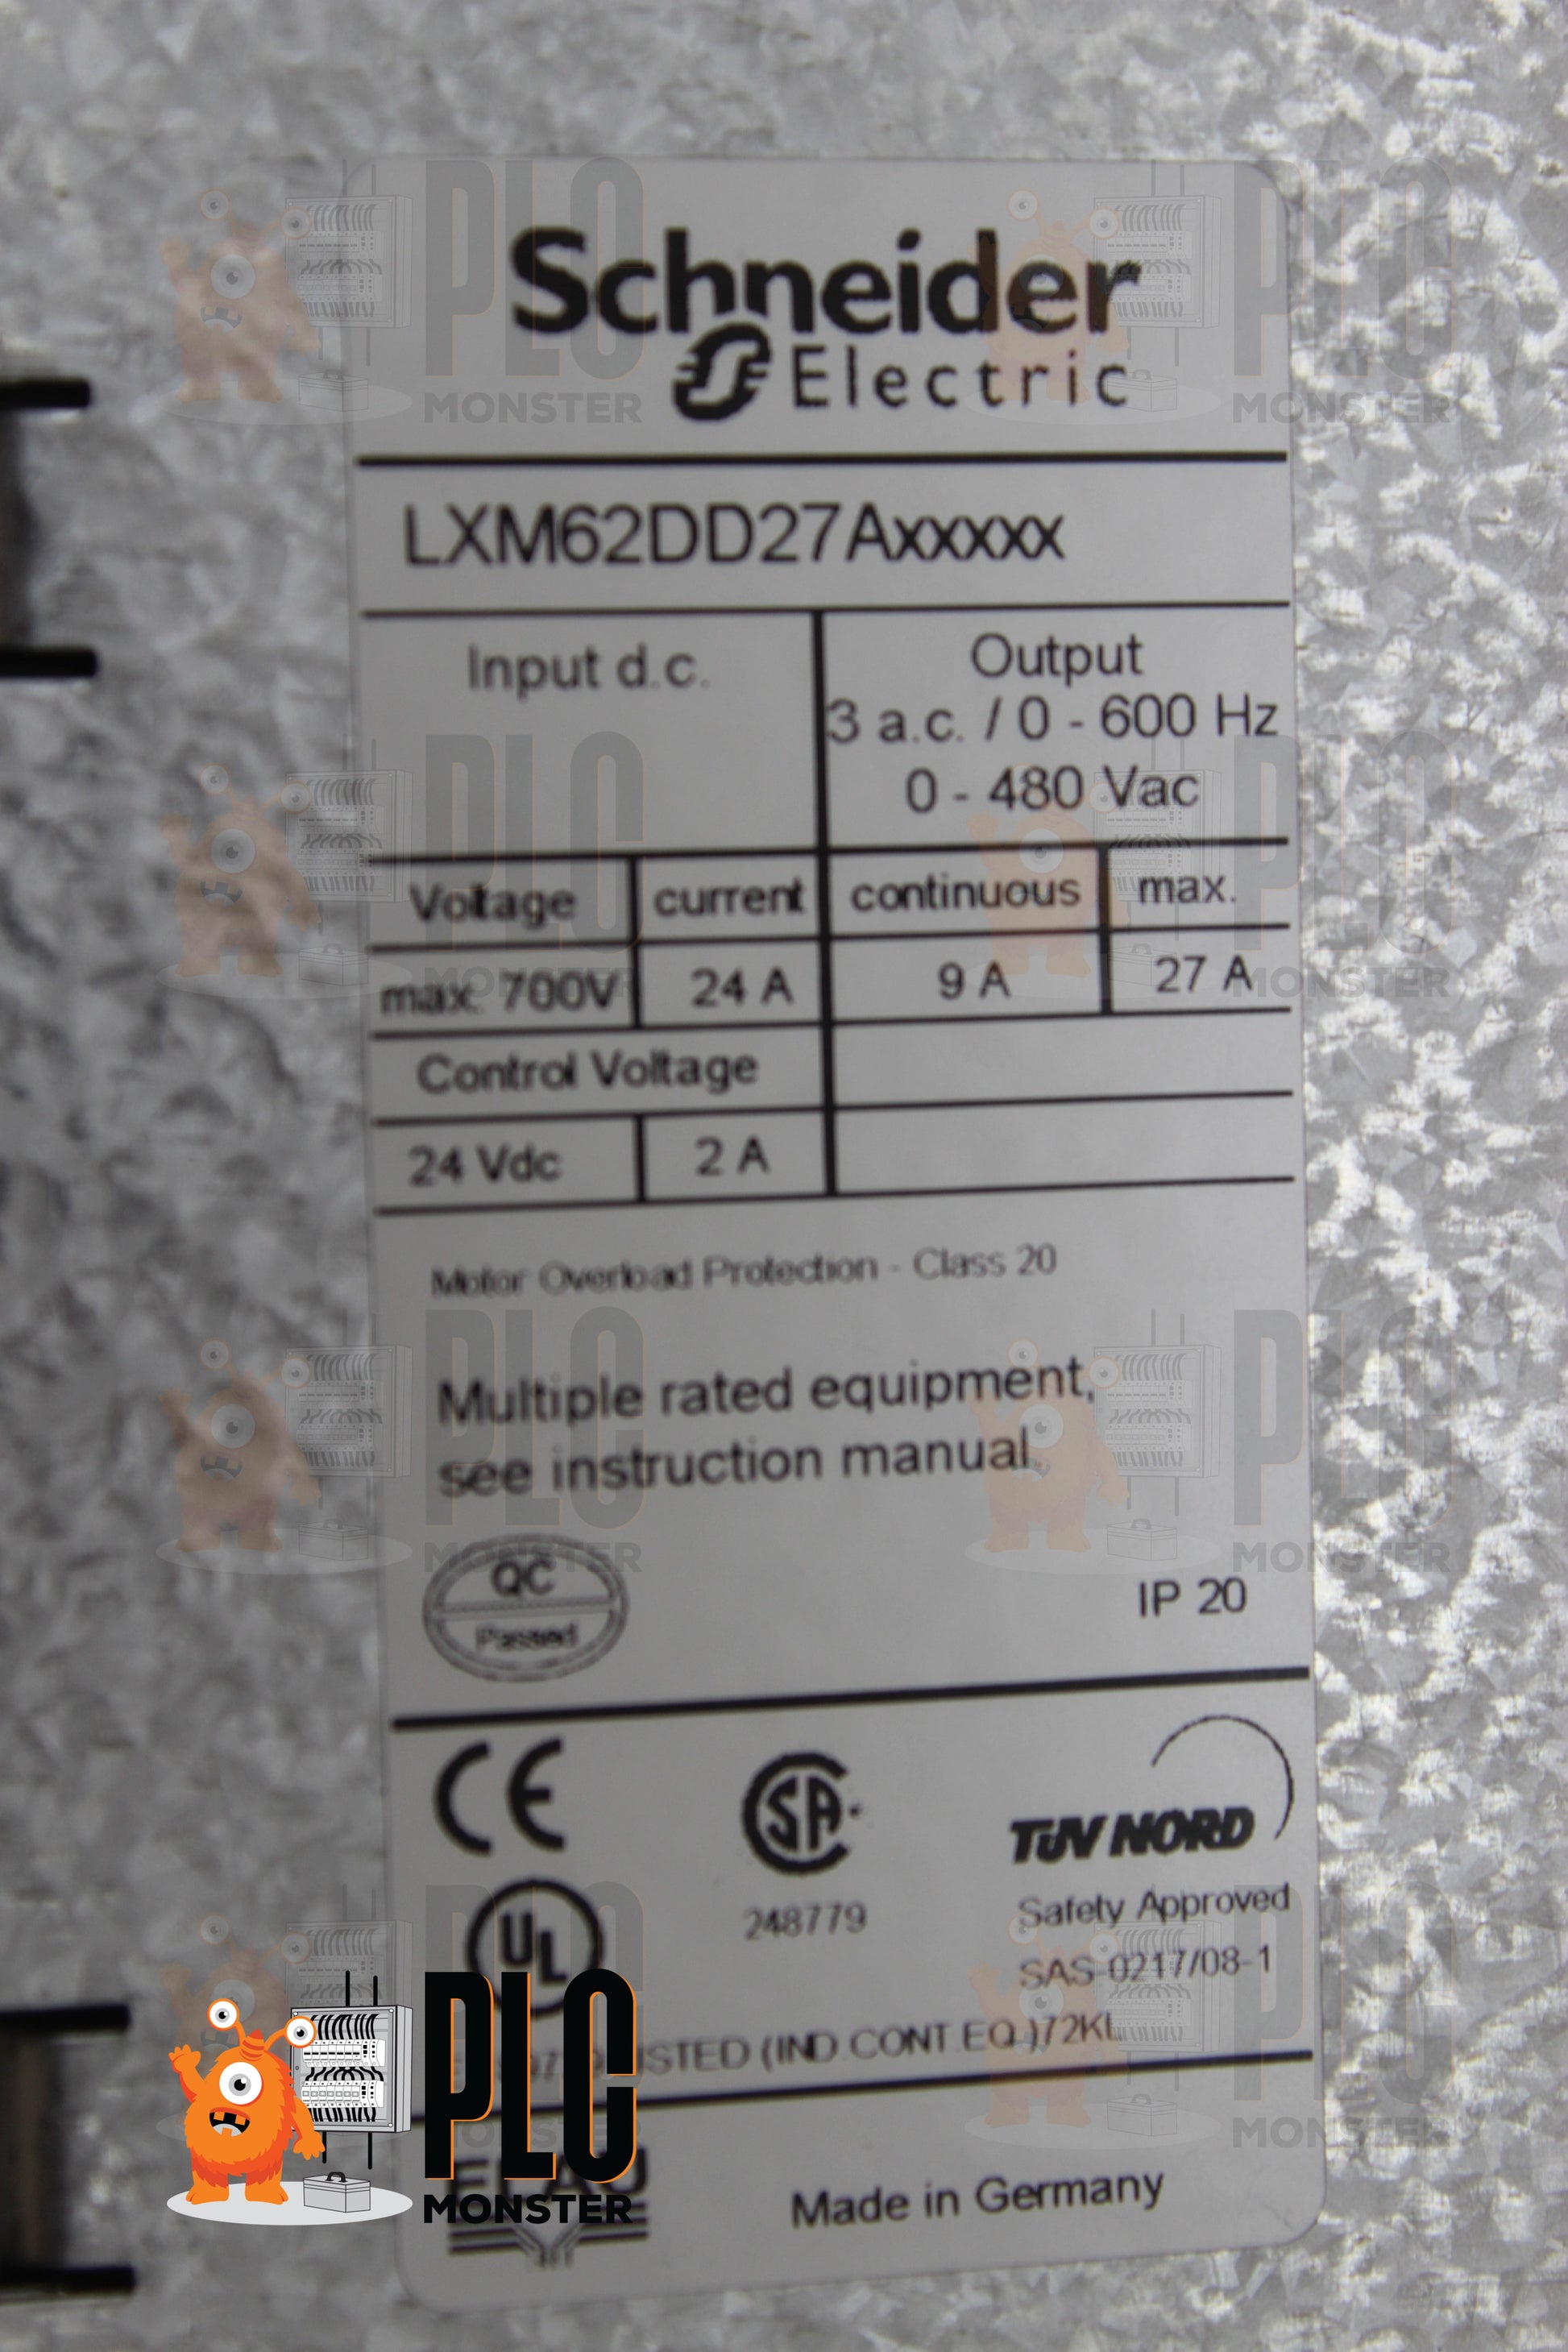 Schneider
Electric
LXM62DD27Axxxxx
Input d.c.
Output
3 a.c. / 0 - 600 Hz
0 - 480 Vac
Voltage current continuous max.
max. 700V 24 A 9 A 27 A
Control Voltage
24 Vdc 2 A
Motor Overload Protection - Class 20
Multiple rated equipment,
see instruction manual.
QC
Passed
IP 20
CE
SA
TÜV NORD
UL
248779
Safety Approved
SAS-0217/08-1
(IND.CONT.EQ.)72KL
Made in Germany
PLC
MONSTER